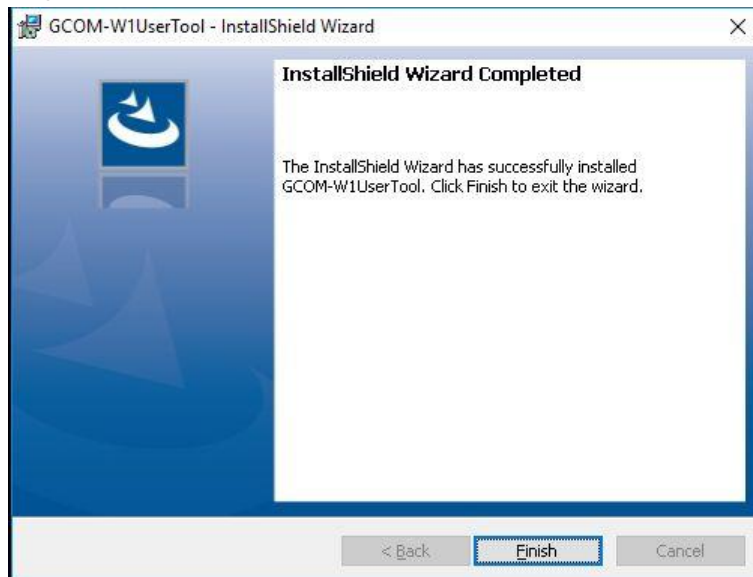 GCOM-W1UserTool - InstallShield Wizard
InstallShield Wizard Completed
The InstallShield Wizard has successfully installed
GCOM-W1UserTool. Click Finish to exit the wizard.
< Back
Finish
Cancel